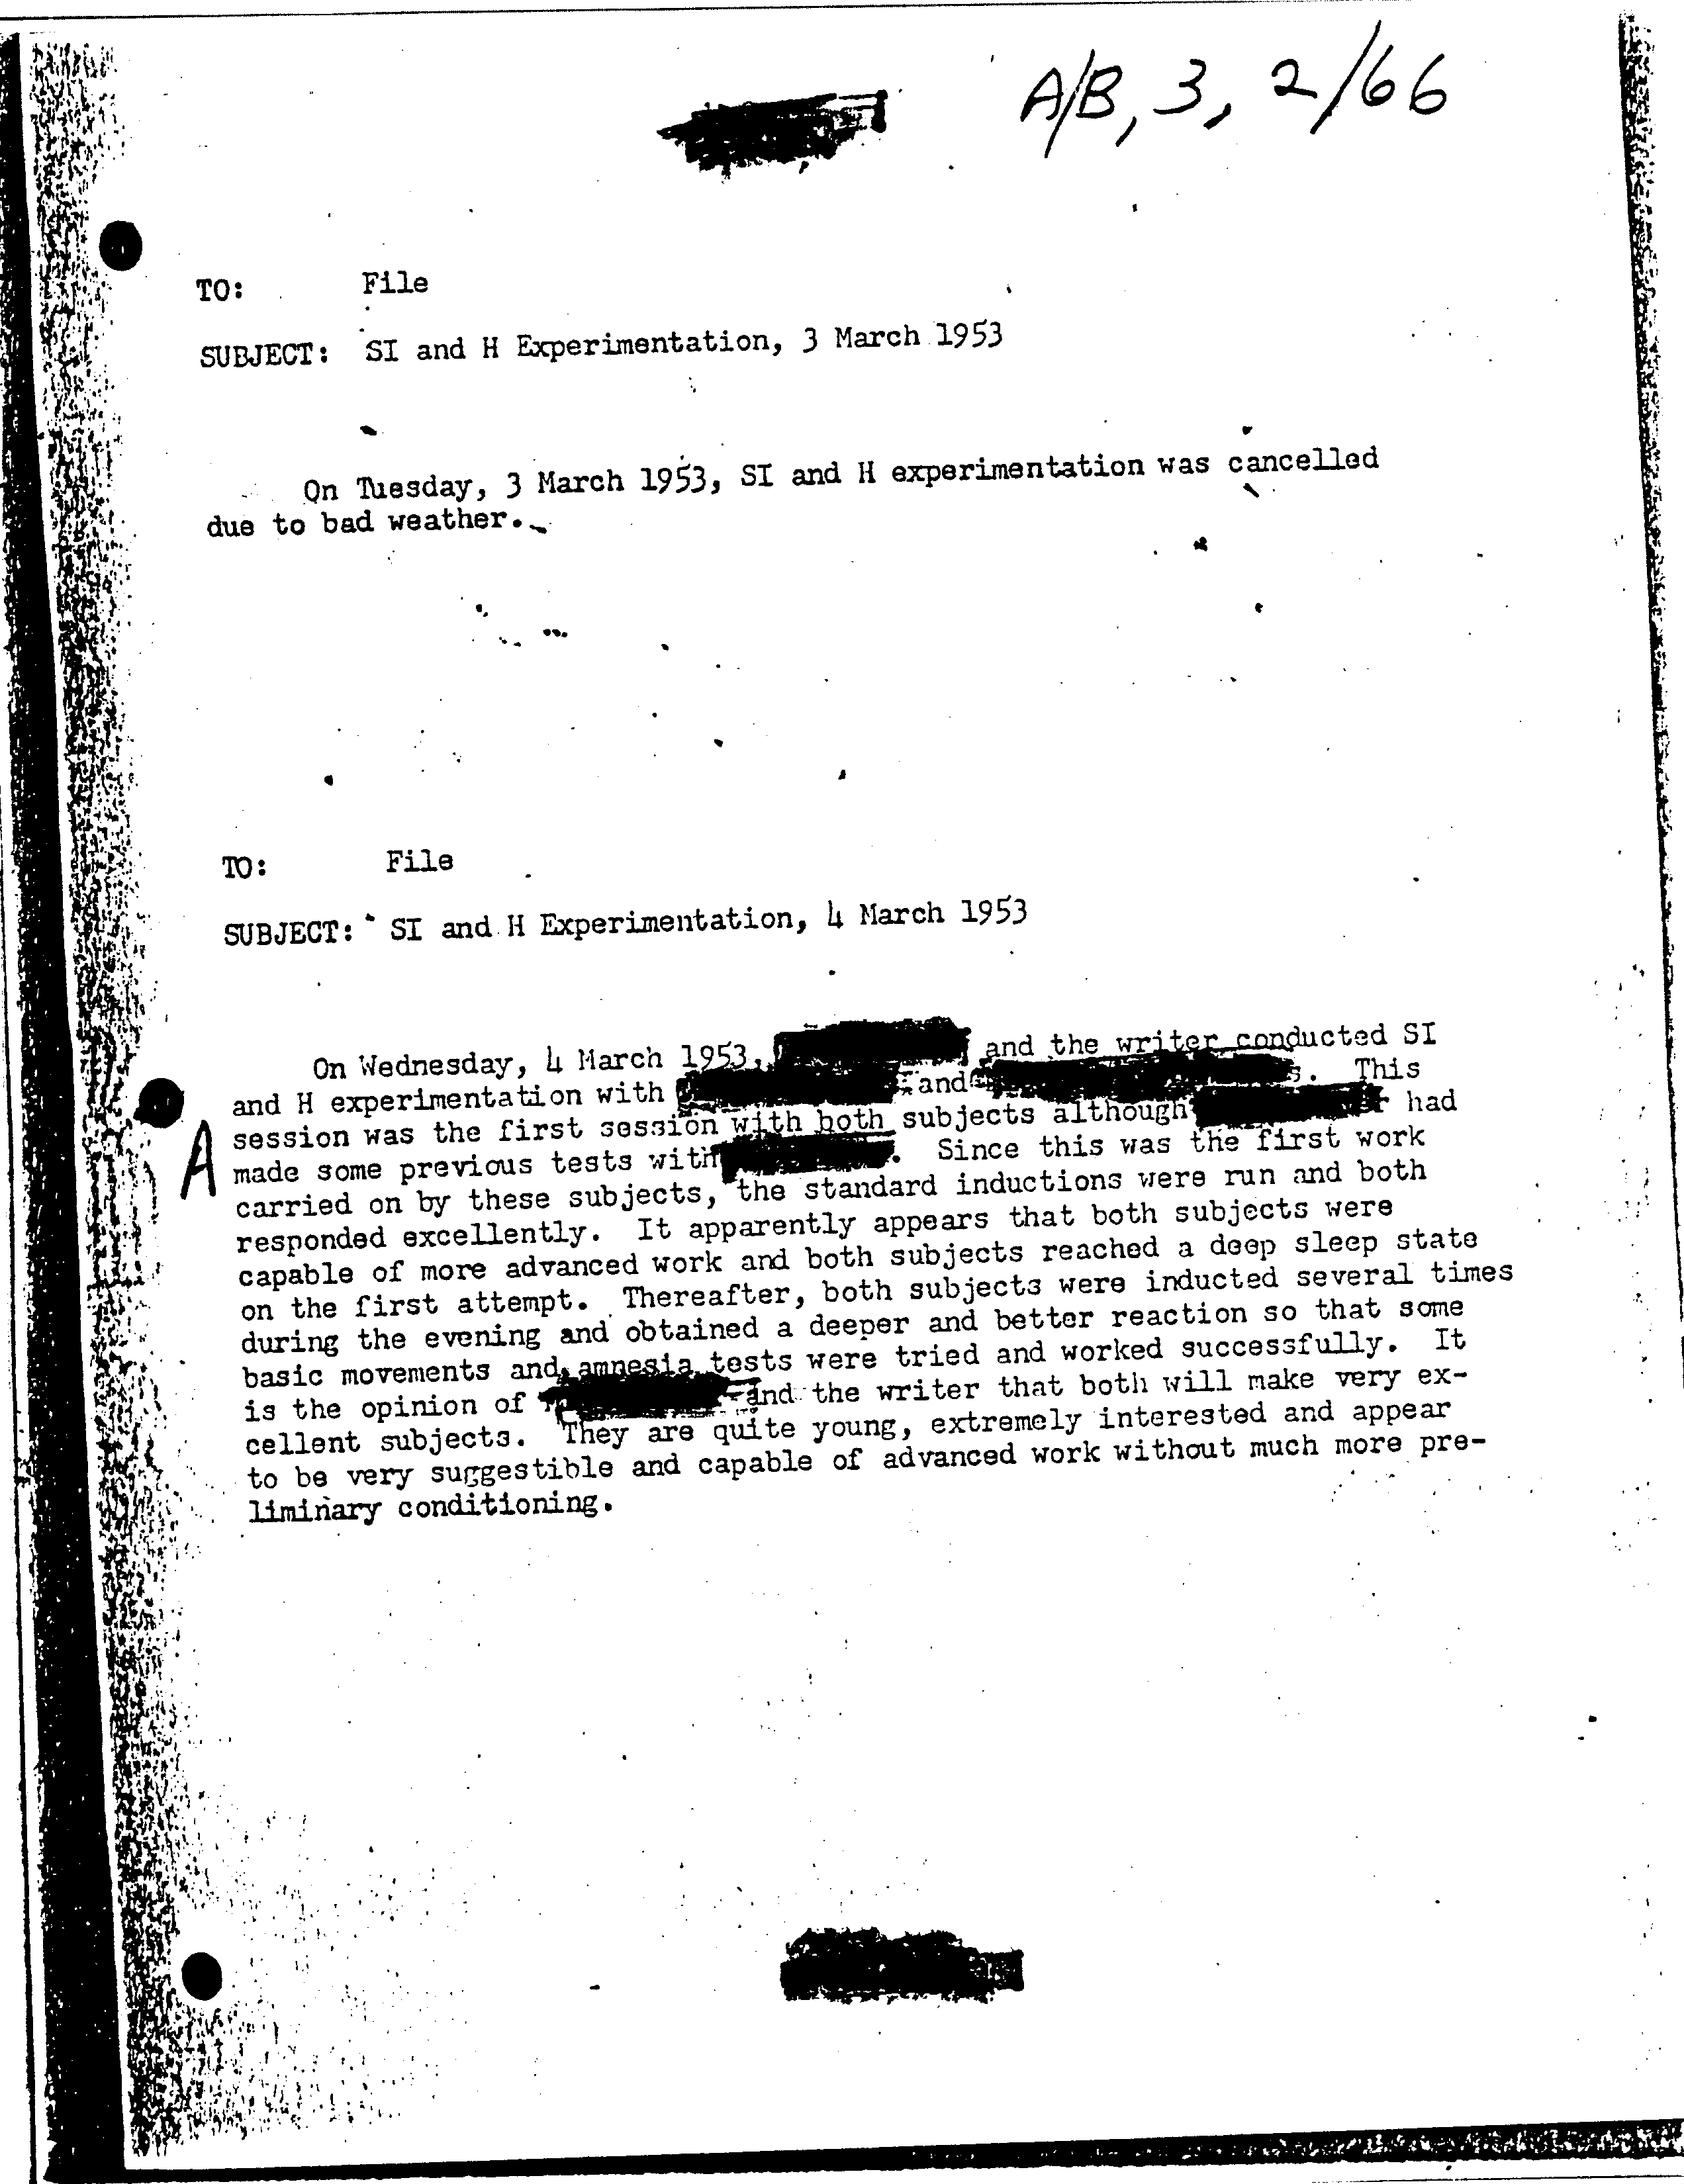 A/B, 3, 2/66
TO: File
SUBJECT: SI and H Experimentation, 3 March 1953
On Tuesday, 3 March 1953, SI and H experimentation was cancelled
due to bad weather.
TO: File
SUBJECT: SI and H Experimentation, 4 March 1953
On Wednesday, 4 March 1953, and the writer conducted SI
and H experimentation with and s. This
session was the first session with both subjects although had
A made some previous tests with . Since this was the first work
carried on by these subjects, the standard inductions were run and both
responded excellently. It apparently appears that both subjects were
capable of more advanced work and both subjects reached a deep sleep state
on the first attempt. Thereafter, both subjects were inducted several times
during the evening and obtained a deeper and better reaction so that some
basic movements and amnesia tests were tried and worked successfully. It
is the opinion of and the writer that both will make very ex-
cellent subjects. They are quite young, extremely interested and appear
to be very suggestible and capable of advanced work without much more pre-
liminary conditioning.